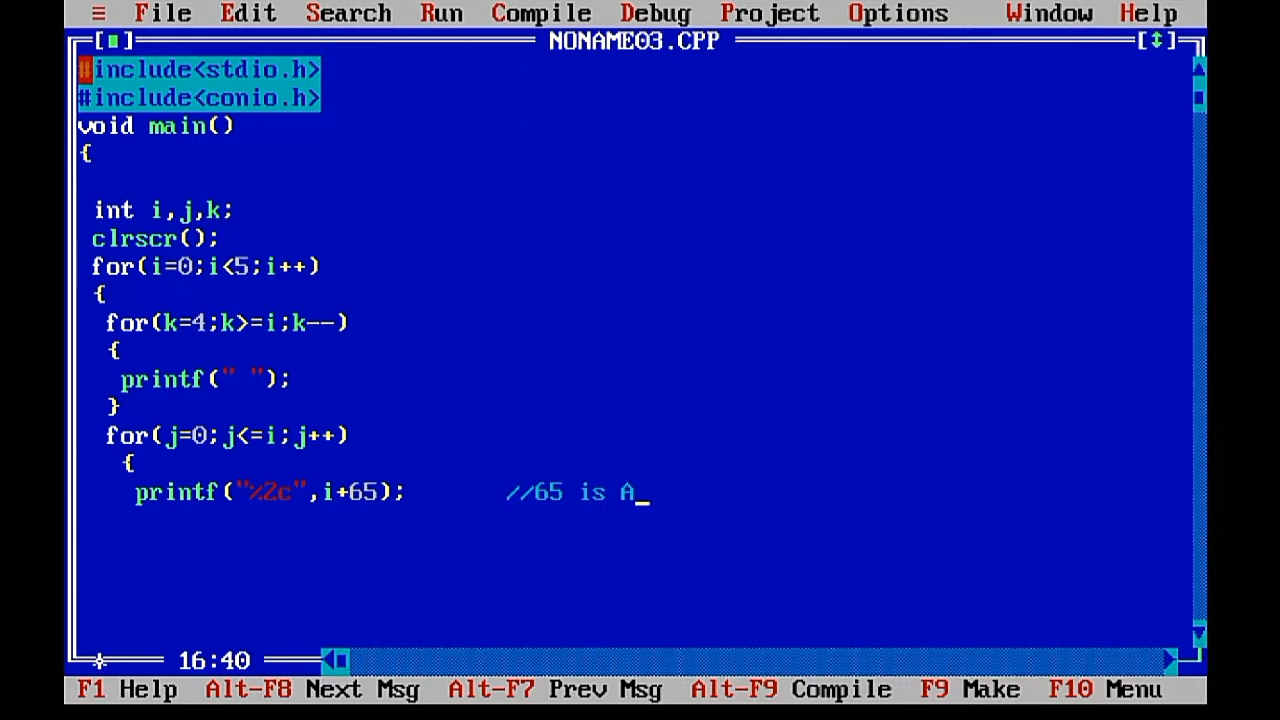 ≡ File Edit Search Run Compile Debug Project Options Window Help
[■] NONAME03.CPP [↕]
#include<stdio.h>
#include<conio.h>
void main()
{
int i,j,k;
clrscr();
for(i=0;i<5;i++)
{
for(k=4;k>=i;k--)
{
printf(" ");
}
for(j=0;j<=i;j++)
{
printf("%2c",i+65); //65 is A_
16:40
F1 Help Alt-F8 Next Msg Alt-F7 Prev Msg Alt-F9 Compile F9 Make F10 Menu